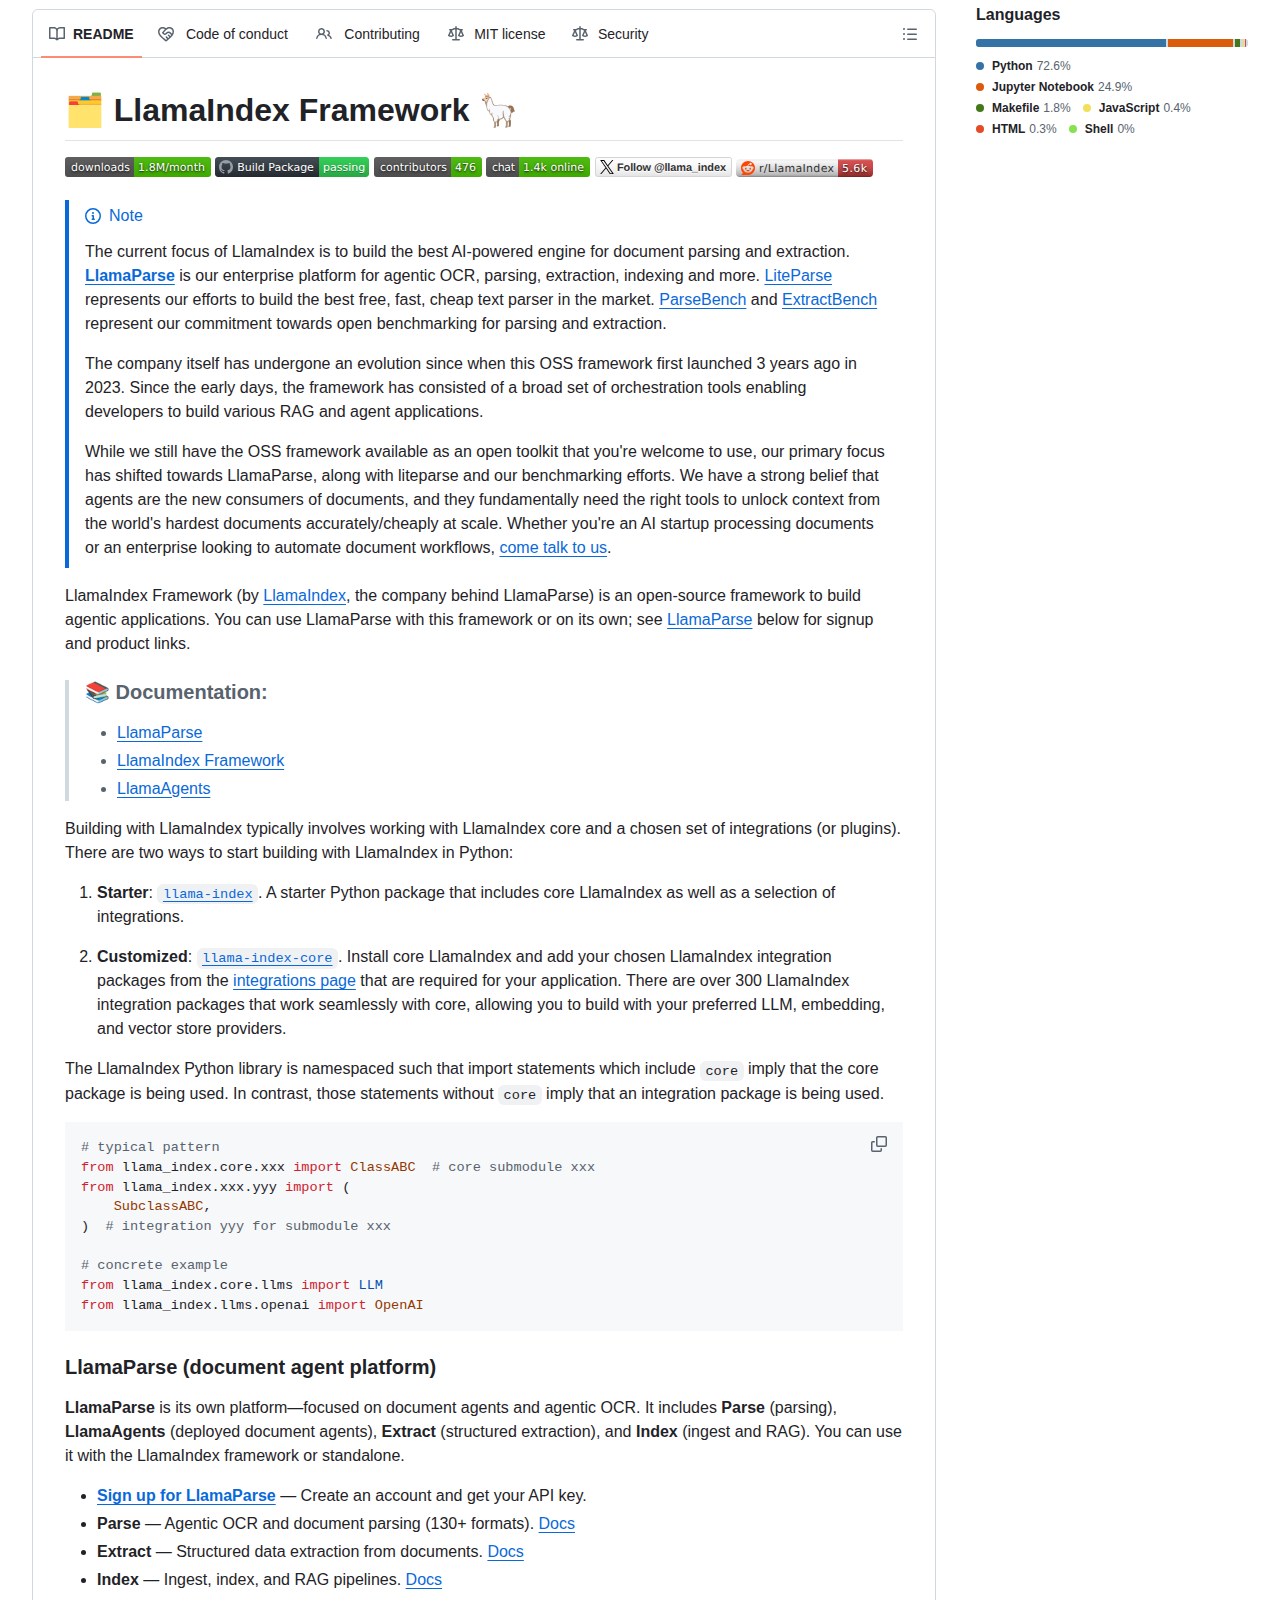 README
Code of conduct
Contributing
MIT license
Security
LlamaIndex Framework
downloads 1.8M/month
Build Package passing
contributors 476
chat 1.4k online
Follow @llama_index
r/LlamaIndex 5.6k
Note
The current focus of LlamaIndex is to build the best AI-powered engine for document parsing and extraction.
LlamaParse is our enterprise platform for agentic OCR, parsing, extraction, indexing and more. LiteParse
represents our efforts to build the best free, fast, cheap text parser in the market. ParseBench and ExtractBench
represent our commitment towards open benchmarking for parsing and extraction.
The company itself has undergone an evolution since when this OSS framework first launched 3 years ago in
2023. Since the early days, the framework has consisted of a broad set of orchestration tools enabling
developers to build various RAG and agent applications.
While we still have the OSS framework available as an open toolkit that you're welcome to use, our primary focus
has shifted towards LlamaParse, along with liteparse and our benchmarking efforts. We have a strong belief that
agents are the new consumers of documents, and they fundamentally need the right tools to unlock context from
the world's hardest documents accurately/cheaply at scale. Whether you're an AI startup processing documents
or an enterprise looking to automate document workflows, come talk to us.
LlamaIndex Framework (by LlamaIndex, the company behind LlamaParse) is an open-source framework to build
agentic applications. You can use LlamaParse with this framework or on its own; see LlamaParse below for signup
and product links.
Documentation:
LlamaParse
LlamaIndex Framework
LlamaAgents
Building with LlamaIndex typically involves working with LlamaIndex core and a chosen set of integrations (or plugins).
There are two ways to start building with LlamaIndex in Python:
1. Starter: llama-index. A starter Python package that includes core LlamaIndex as well as a selection of
integrations.
2. Customized: llama-index-core. Install core LlamaIndex and add your chosen LlamaIndex integration
packages from the integrations page that are required for your application. There are over 300 LlamaIndex
integration packages that work seamlessly with core, allowing you to build with your preferred LLM, embedding,
and vector store providers.
The LlamaIndex Python library is namespaced such that import statements which include core imply that the core
package is being used. In contrast, those statements without core imply that an integration package is being used.
# typical pattern
from llama_index.core.xxx import ClassABC  # core submodule xxx
from llama_index.xxx.yyy import (
    SubclassABC,
)  # integration yyy for submodule xxx
# concrete example
from llama_index.core.llms import LLM
from llama_index.llms.openai import OpenAI
LlamaParse (document agent platform)
LlamaParse is its own platform—focused on document agents and agentic OCR. It includes Parse (parsing),
LlamaAgents (deployed document agents), Extract (structured extraction), and Index (ingest and RAG). You can use
it with the LlamaIndex framework or standalone.
Sign up for LlamaParse — Create an account and get your API key.
Parse — Agentic OCR and document parsing (130+ formats). Docs
Extract — Structured data extraction from documents. Docs
Index — Ingest, index, and RAG pipelines. Docs
Languages
Python 72.6%
Jupyter Notebook 24.9%
Makefile 1.8% JavaScript 0.4%
HTML 0.3% Shell 0%